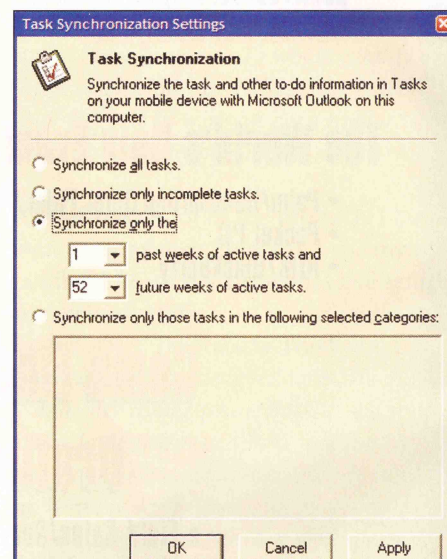 Task Synchronization Settings
Task Synchronization
Synchronize the task and other to-do information in Tasks
on your mobile device with Microsoft Outlook on this
computer.
Synchronize all tasks.
Synchronize only incomplete tasks.
Synchronize only the
1 past weeks of active tasks and
52 future weeks of active tasks.
Synchronize only those tasks in the following selected categories:
OK Cancel Apply